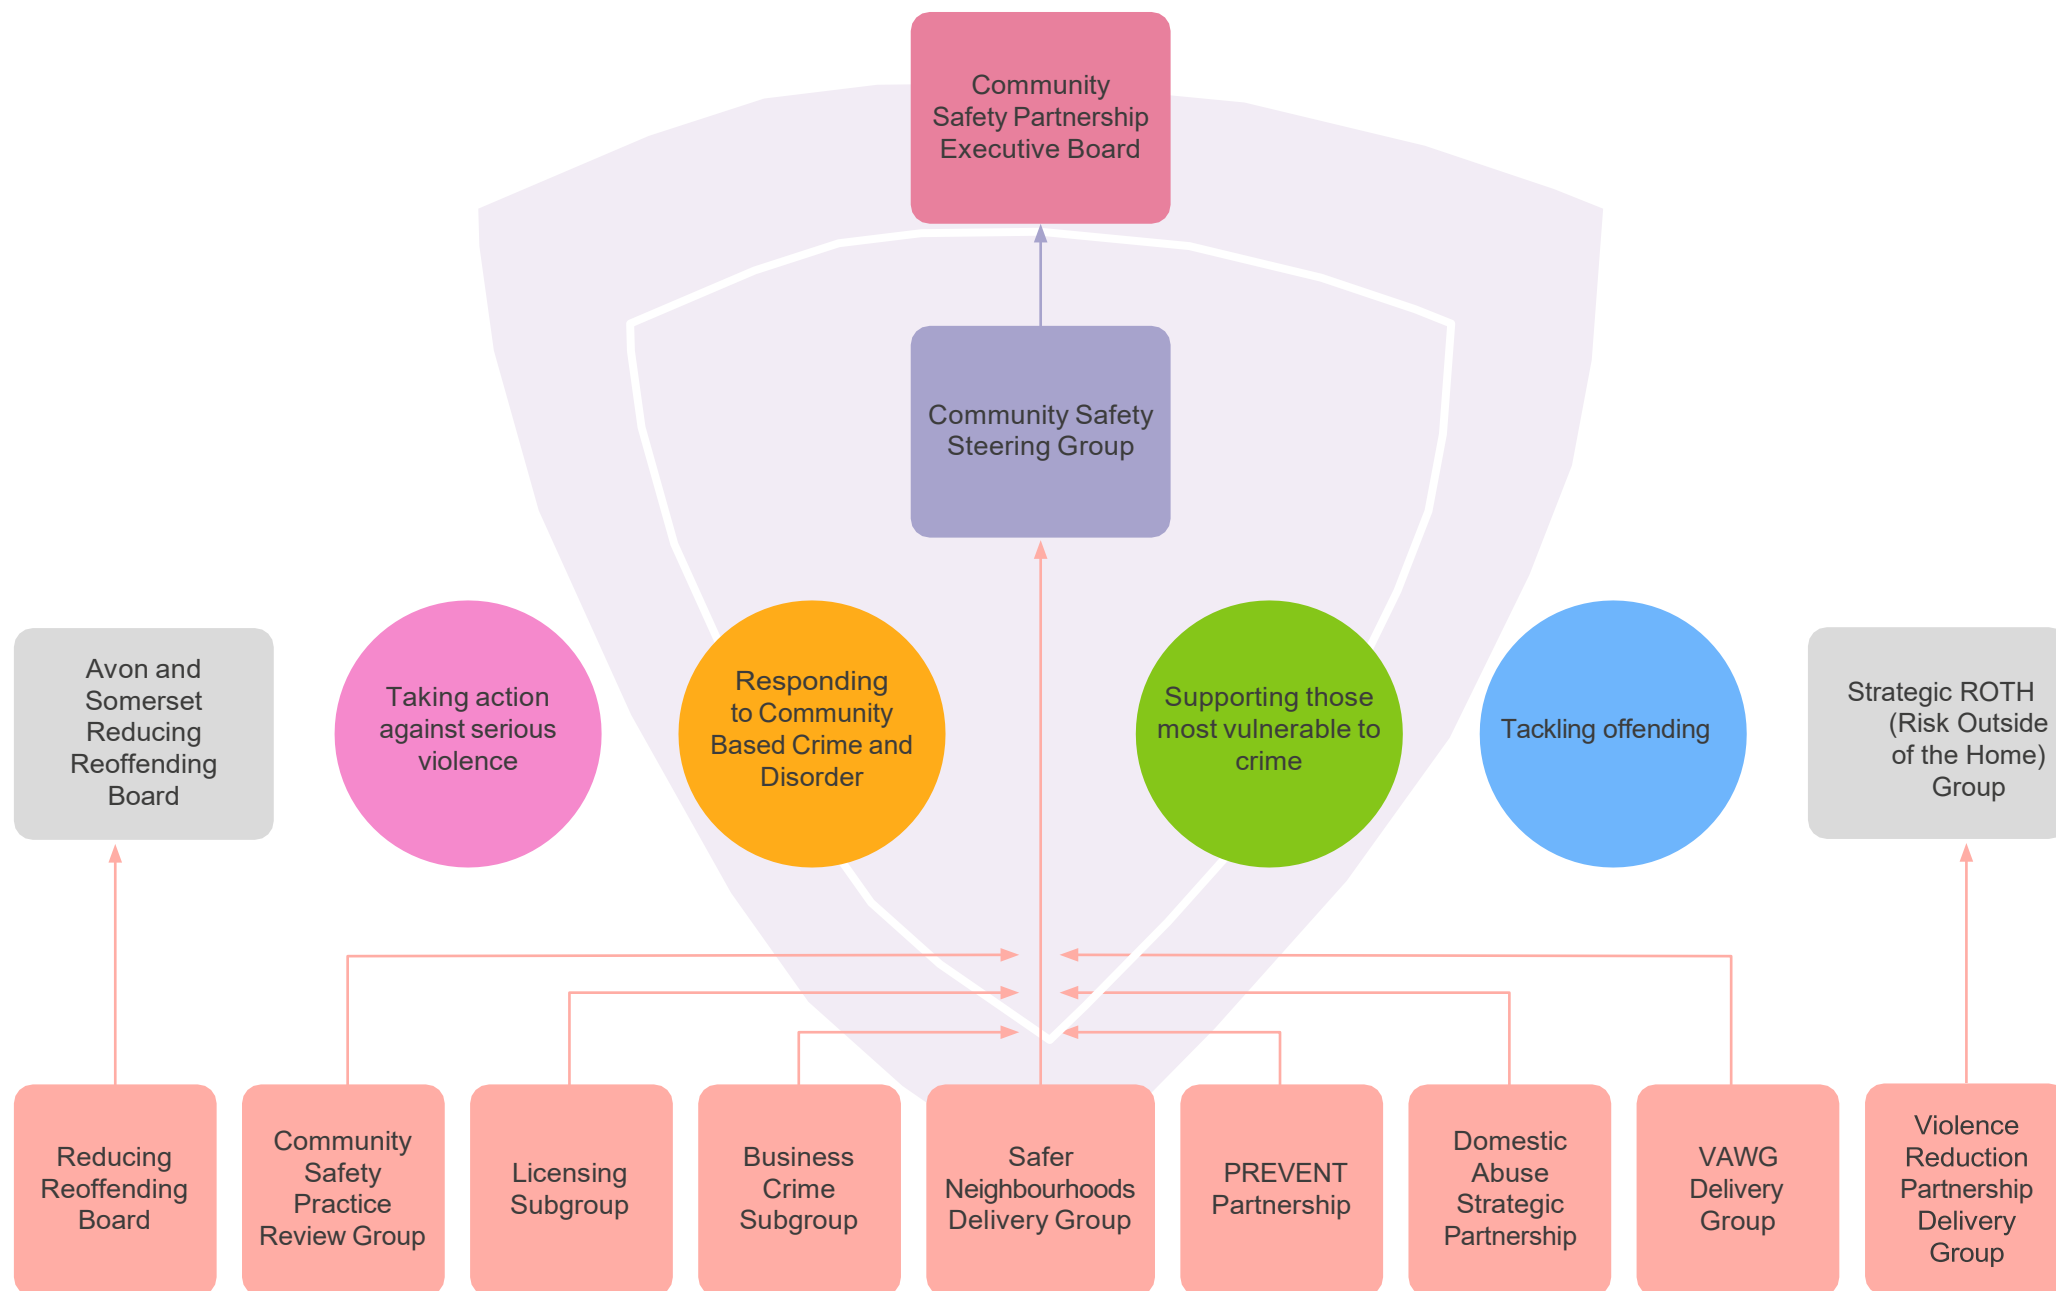 Community
Safety Partnership
Executive Board
Community Safety
Steering Group
Avon and
Somerset
Reducing
Reoffending
Board
Taking action
against serious
violence
Responding
to Community
Based Crime and
Disorder
Supporting those
most vulnerable to
crime
Tackling offending
Strategic ROTH
(Risk Outside
of the Home)
Group
Reducing
Reoffending
Board
Community
Safety
Practice
Review Group
Licensing
Subgroup
Business
Crime
Subgroup
Safer
Neighbourhoods
Delivery Group
PREVENT
Partnership
Domestic
Abuse
Strategic
Partnership
VAWG
Delivery
Group
Violence
Reduction
Partnership
Delivery
Group